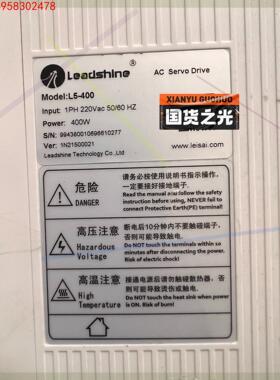 958302478
Leadshine®
AC Servo Drive
Model:L5-400
XIANYU GUOHUO
国货之光
Input: 1PH 220Vac 50/60 HZ
Power: 400W
S/N: 994360010696610277
Ver: 1N21500021
Leadshine Technology Co.,Ltd
www.leisai.com
危险
DANGER
请务必按使用说明书指示操作,
一定要接好接地端子.
Read the manual and follow the safety
instructions before using, NEVER fail to
connect Protective Earth(PE) terminal!
高压注意
Hazardous
Voltage
断电后10分钟内不要触碰端子,
否则可能导致触电.
Do NOT touch the terminals within 5o
minutes after disconnecting the power.
Risk of electric shock!
高温注意
High
Temperature
接通电源后请勿触碰散热器, 否
则可能导致烫伤或触电.
Do NOT touch the heat sink when power
is ON. Risk of burn!